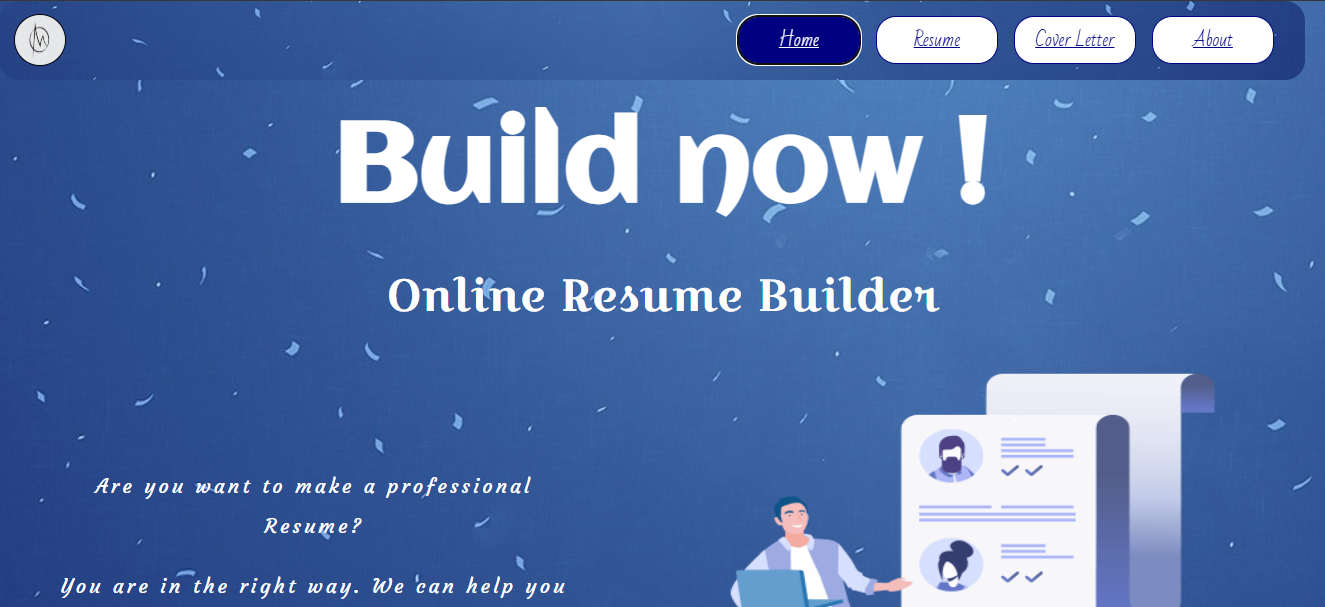 Home Resume Cover Letter About
Build now !
Online Resume Builder
Are you want to make a professional
Resume?
You are in the right way. We can help you